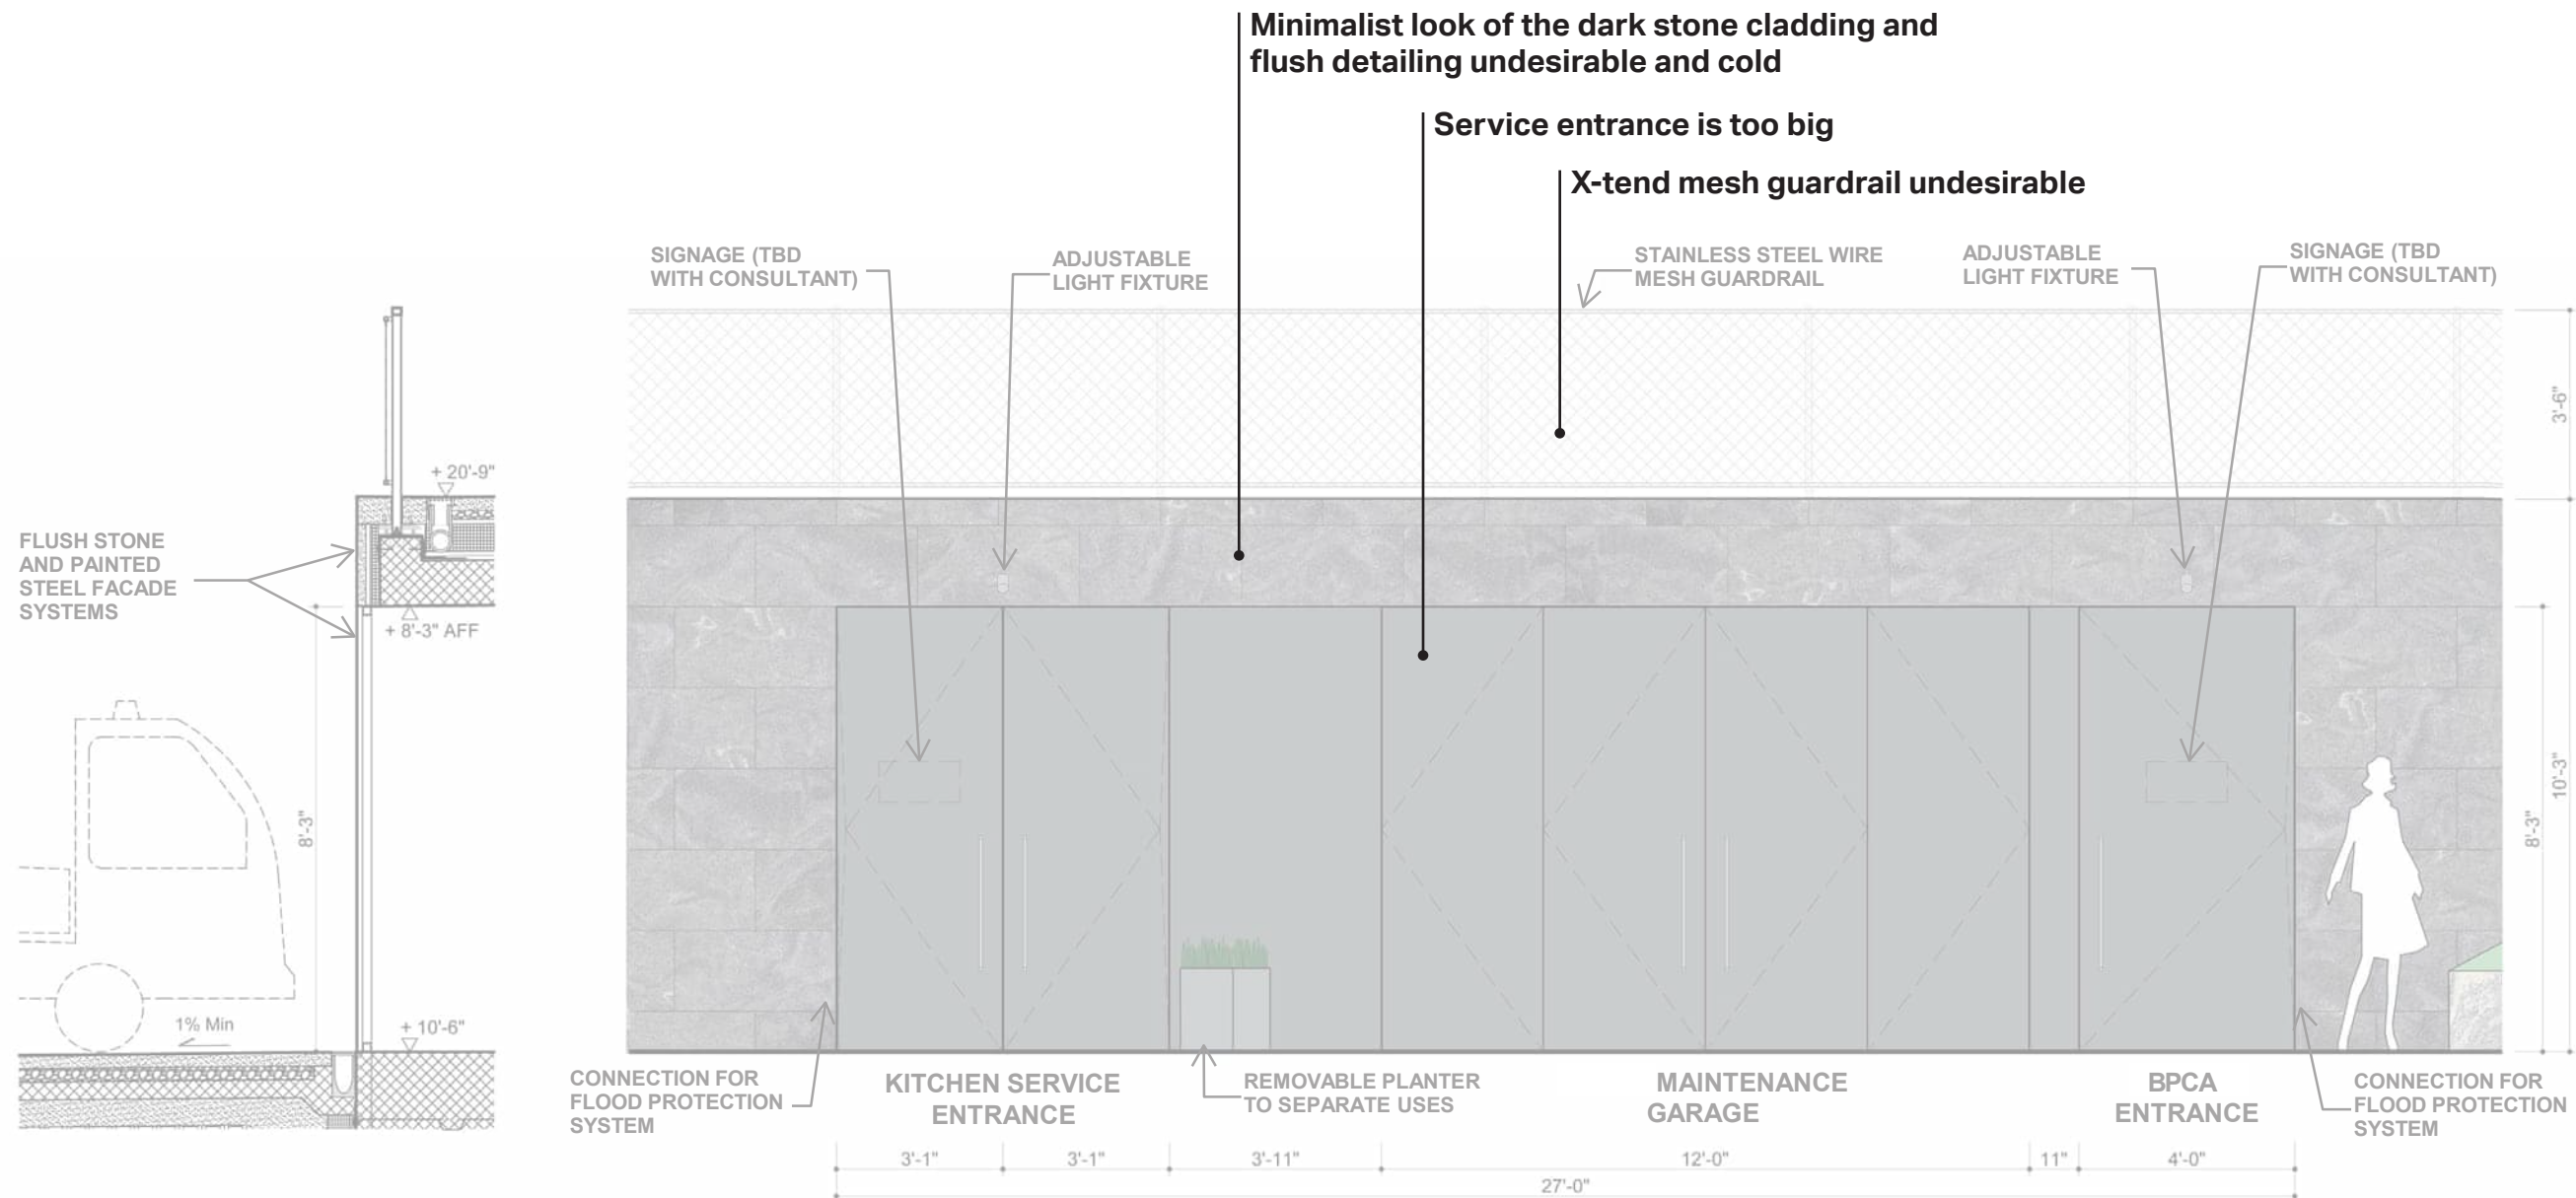 Minimalist look of the dark stone cladding and
flush detailing undesirable and cold
Service entrance is too big
X-tend mesh guardrail undesirable
SIGNAGE (TBD
WITH CONSULTANT)
ADJUSTABLE
LIGHT FIXTURE
STAINLESS STEEL WIRE
MESH GUARDRAIL
ADJUSTABLE
LIGHT FIXTURE
SIGNAGE (TBD
WITH CONSULTANT)
3'-6"
+ 20'-9"
FLUSH STONE
AND PAINTED
STEEL FACADE
SYSTEMS
+ 8'-3" AFF
8'-3"
10'-3"
8'-3"
1% Min
+ 10'-6"
CONNECTION FOR
FLOOD PROTECTION
SYSTEM
KITCHEN SERVICE
ENTRANCE
REMOVABLE PLANTER
TO SEPARATE USES
MAINTENANCE
GARAGE
BPCA
ENTRANCE
CONNECTION FOR
FLOOD PROTECTION
SYSTEM
3'-1"
3'-1"
3'-11"
12'-0"
11"
4'-0"
27'-0"